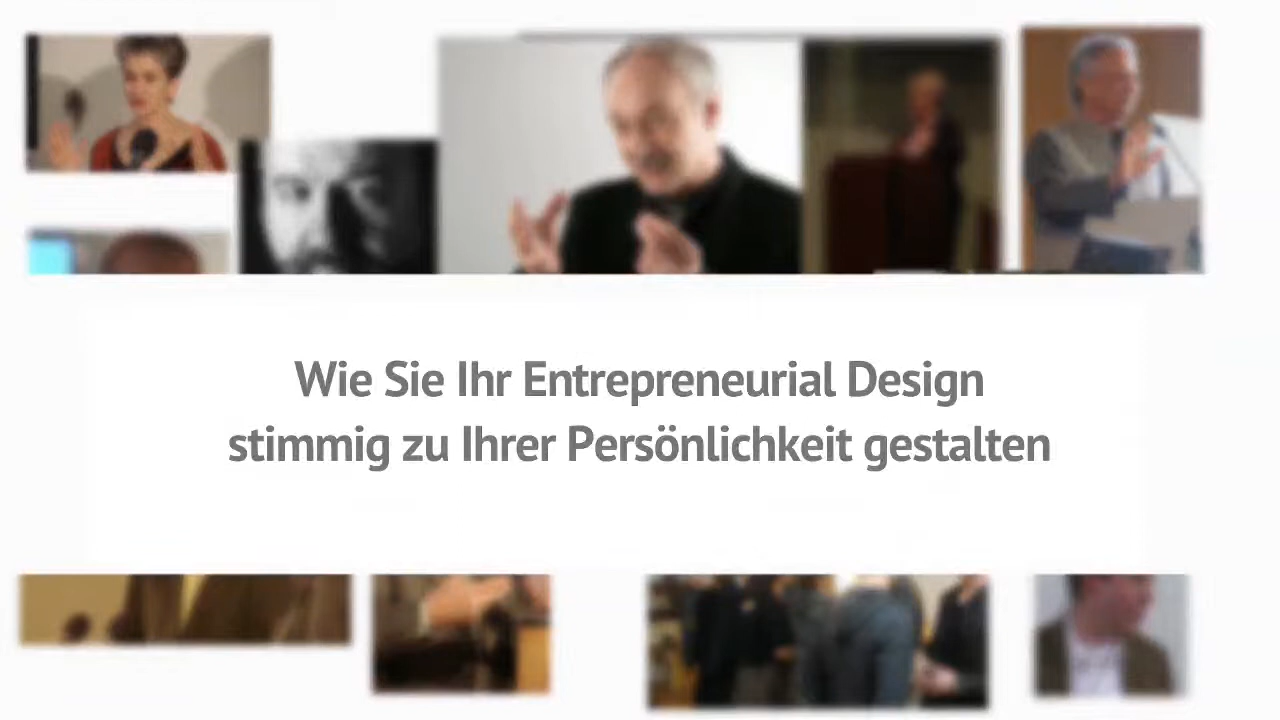 Wie Sie Ihr Entrepreneurial Design
stimmig zu Ihrer Persönlichkeit gestalten